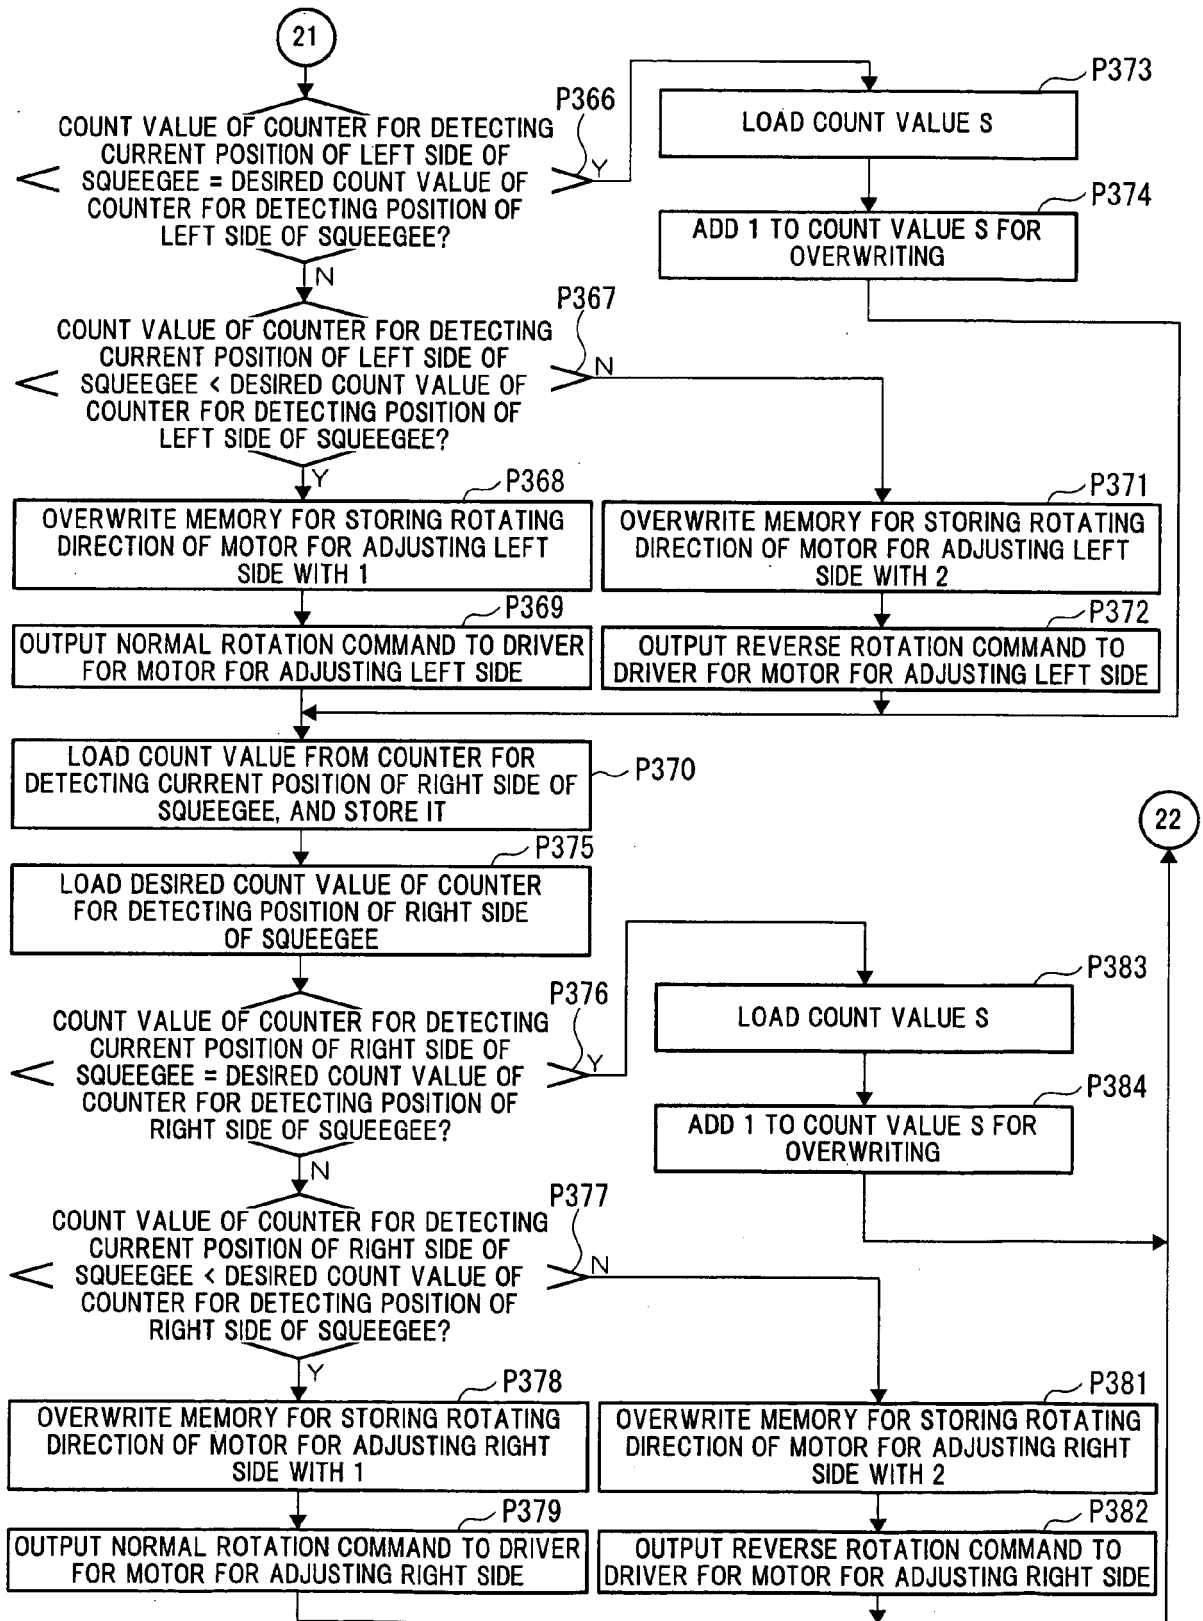 21
P366
COUNT VALUE OF COUNTER FOR DETECTING
CURRENT POSITION OF LEFT SIDE OF
SQUEEGEE = DESIRED COUNT VALUE OF
COUNTER FOR DETECTING POSITION OF
LEFT SIDE OF SQUEEGEE?
Y
N
P373
LOAD COUNT VALUE S
P374
ADD 1 TO COUNT VALUE S FOR
OVERWRITING
P367
COUNT VALUE OF COUNTER FOR DETECTING
CURRENT POSITION OF LEFT SIDE OF
SQUEEGEE < DESIRED COUNT VALUE OF
COUNTER FOR DETECTING POSITION OF
LEFT SIDE OF SQUEEGEE?
N
Y
P368
OVERWRITE MEMORY FOR STORING ROTATING
DIRECTION OF MOTOR FOR ADJUSTING LEFT
SIDE WITH 1
P371
OVERWRITE MEMORY FOR STORING ROTATING
DIRECTION OF MOTOR FOR ADJUSTING LEFT
SIDE WITH 2
P369
OUTPUT NORMAL ROTATION COMMAND TO DRIVER
FOR MOTOR FOR ADJUSTING LEFT SIDE
P372
OUTPUT REVERSE ROTATION COMMAND TO
DRIVER FOR MOTOR FOR ADJUSTING LEFT SIDE
P370
LOAD COUNT VALUE FROM COUNTER FOR
DETECTING CURRENT POSITION OF RIGHT SIDE OF
SQUEEGEE, AND STORE IT
22
P375
LOAD DESIRED COUNT VALUE OF COUNTER
FOR DETECTING POSITION OF RIGHT SIDE
OF SQUEEGEE
P376
COUNT VALUE OF COUNTER FOR DETECTING
CURRENT POSITION OF RIGHT SIDE OF
SQUEEGEE = DESIRED COUNT VALUE OF
COUNTER FOR DETECTING POSITION OF
RIGHT SIDE OF SQUEEGEE?
Y
N
P383
LOAD COUNT VALUE S
P384
ADD 1 TO COUNT VALUE S FOR
OVERWRITING
P377
COUNT VALUE OF COUNTER FOR DETECTING
CURRENT POSITION OF RIGHT SIDE OF
SQUEEGEE < DESIRED COUNT VALUE OF
COUNTER FOR DETECTING POSITION OF
RIGHT SIDE OF SQUEEGEE?
N
Y
P378
OVERWRITE MEMORY FOR STORING ROTATING
DIRECTION OF MOTOR FOR ADJUSTING RIGHT
SIDE WITH 1
P381
OVERWRITE MEMORY FOR STORING ROTATING
DIRECTION OF MOTOR FOR ADJUSTING RIGHT
SIDE WITH 2
P379
OUTPUT NORMAL ROTATION COMMAND TO DRIVER
FOR MOTOR FOR ADJUSTING RIGHT SIDE
P382
OUTPUT REVERSE ROTATION COMMAND TO
DRIVER FOR MOTOR FOR ADJUSTING RIGHT SIDE